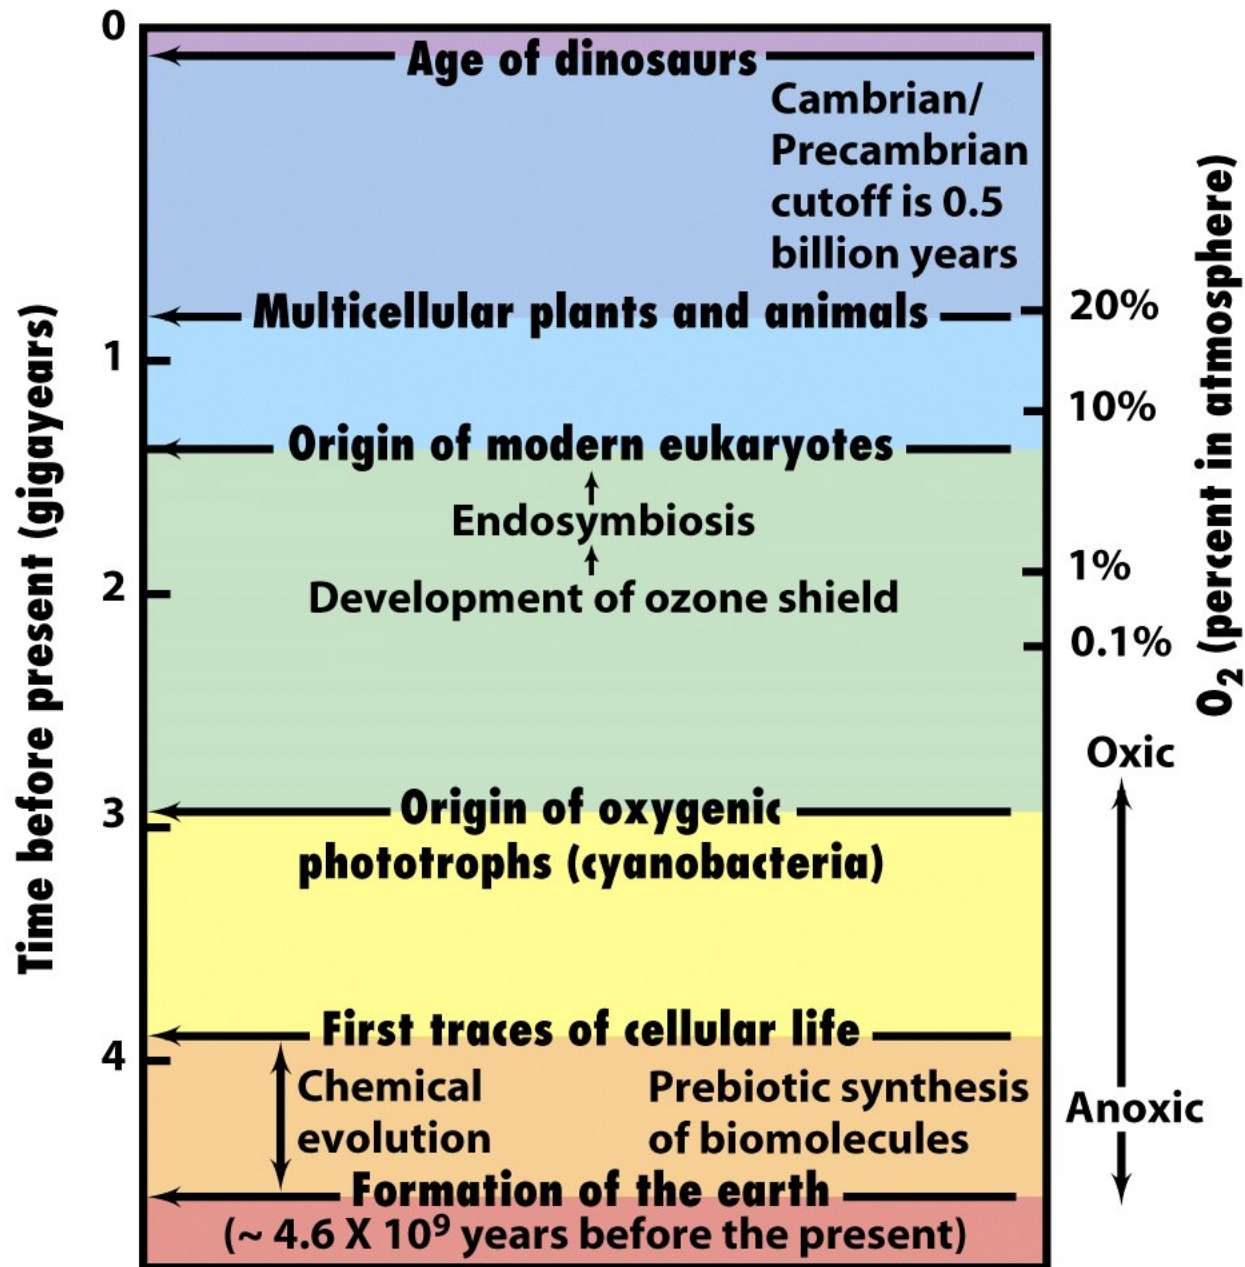 0
Age of dinosaurs
Cambrian/
Precambrian
cutoff is 0.5
billion years
Multicellular plants and animals
20%
1
10%
Origin of modern eukaryotes
Endosymbiosis
1%
2
Development of ozone shield
0.1%
Oxic
3
Origin of oxygenic
phototrophs (cyanobacteria)
First traces of cellular life
4
Chemical
evolution
Prebiotic synthesis
of biomolecules
Anoxic
Formation of the earth
(~ 4.6 X 10⁹ years before the present)
Time before present (gigayears)
O₂ (percent in atmosphere)